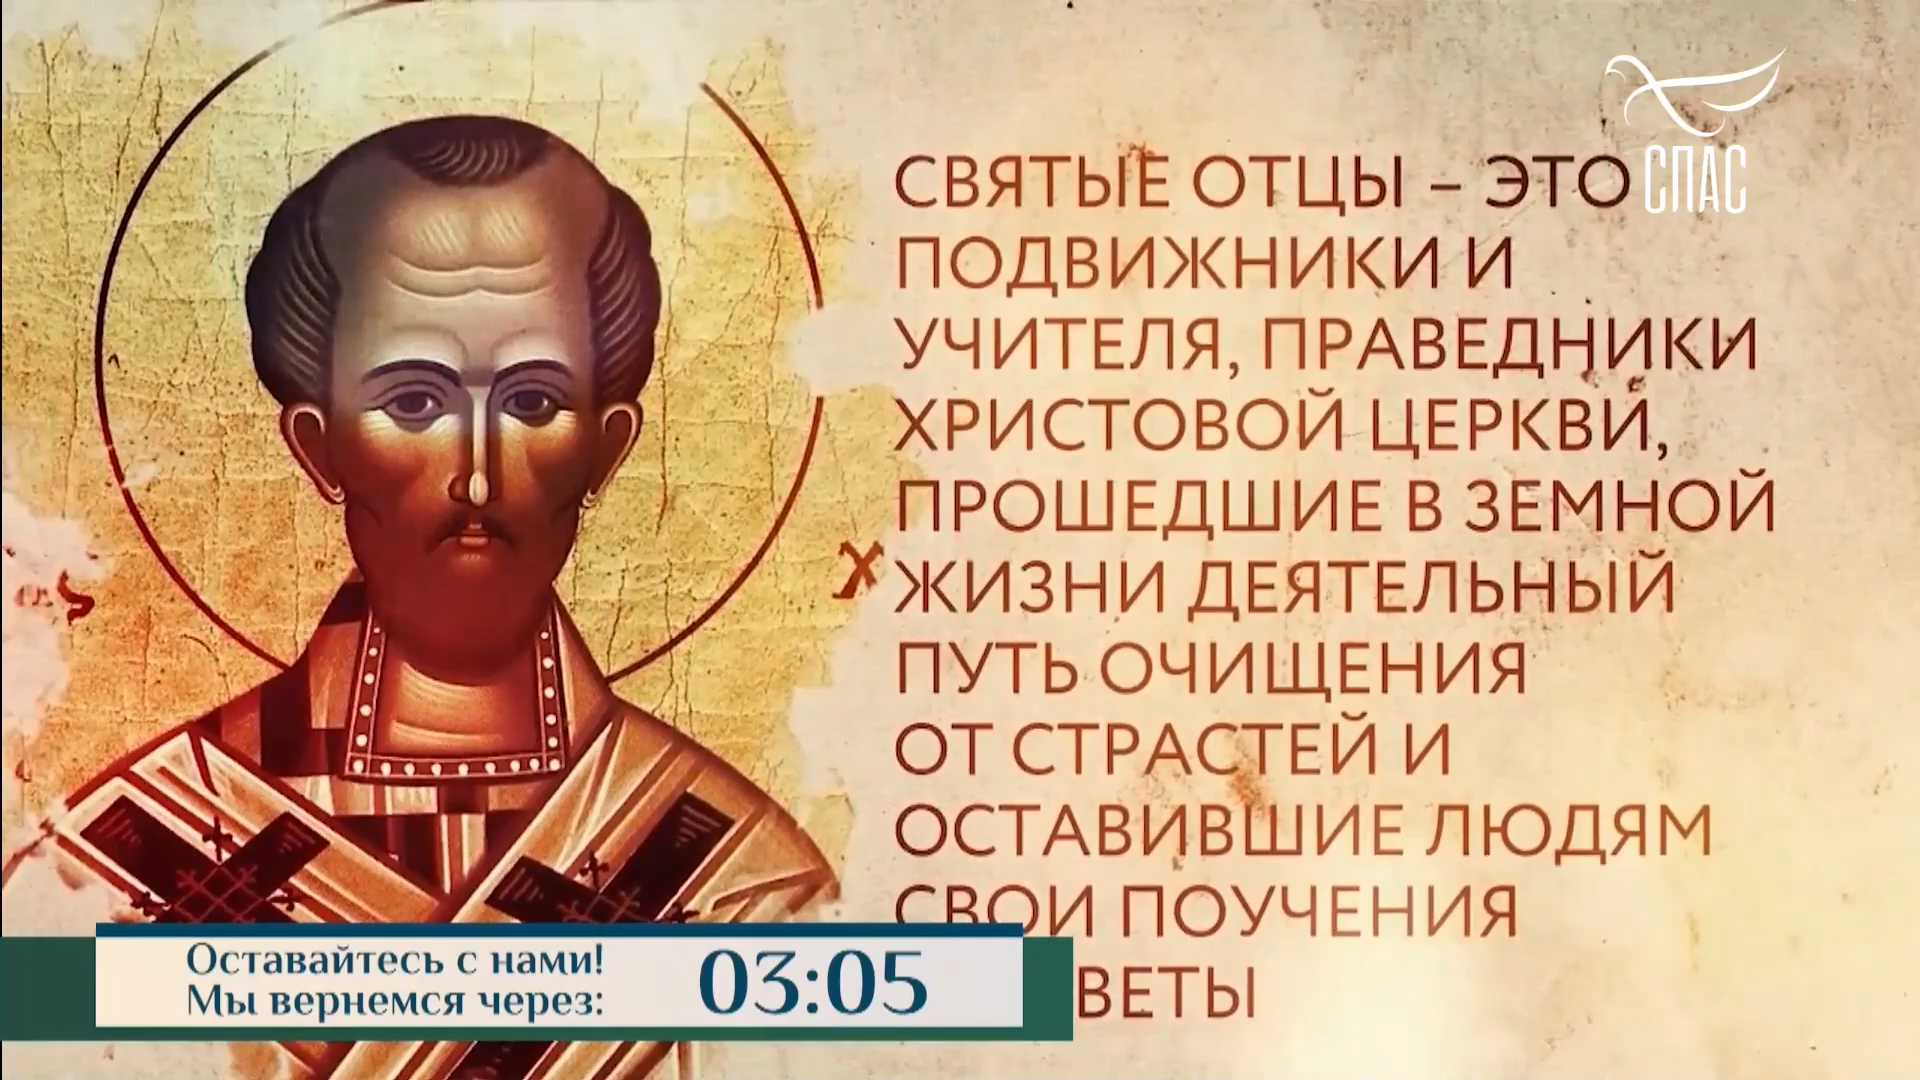 СПАС
СВЯТЫЕ ОТЦЫ – ЭТО
ПОДВИЖНИКИ И
УЧИТЕЛЯ, ПРАВЕДНИКИ
ХРИСТОВОЙ ЦЕРКВИ,
ПРОШЕДШИЕ В ЗЕМНОЙ
ЖИЗНИ ДЕЯТЕЛЬНЫЙ
ПУТЬ ОЧИЩЕНИЯ
ОТ СТРАСТЕЙ И
ОСТАВИВШИЕ ЛЮДЯМ
СВОИ ПОУЧЕНИЯ
ВЕТЫ
Оставайтесь с нами!
Мы вернемся через:
03:05